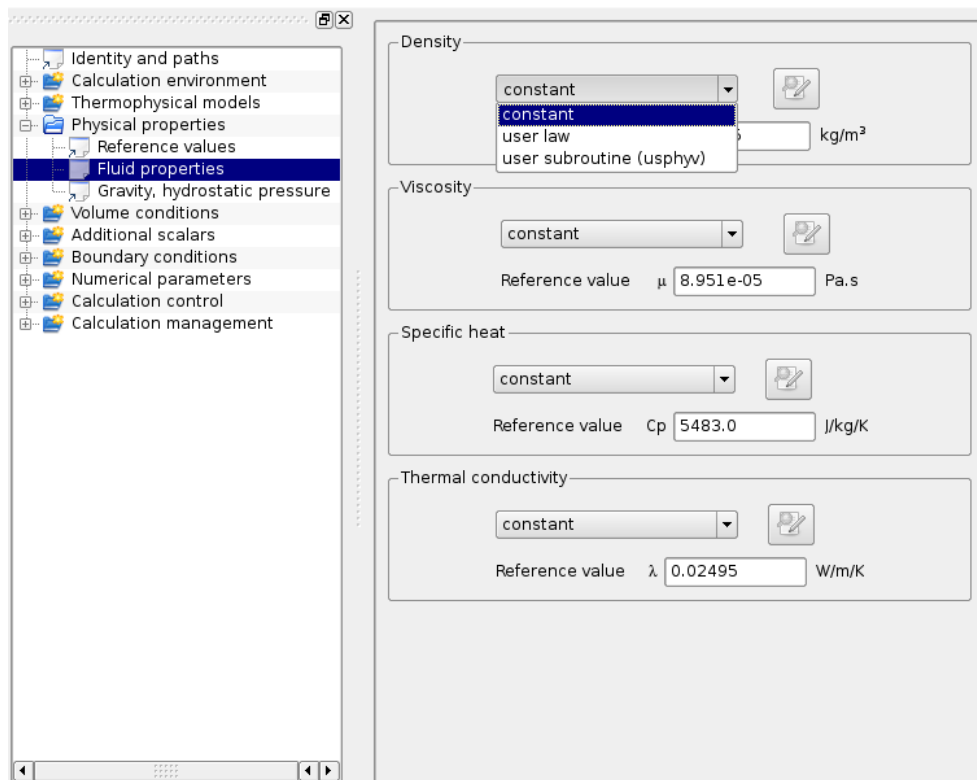 Identity and paths
Calculation environment
Thermophysical models
Physical properties
Reference values
Fluid properties
Gravity, hydrostatic pressure
Volume conditions
Additional scalars
Boundary conditions
Numerical parameters
Calculation control
Calculation management
Density
constant
constant
user law
user subroutine (usphyv)
kg/m³
Viscosity
constant
Reference value μ 8.951e-05 Pa.s
Specific heat
constant
Reference value Cp 5483.0 J/kg/K
Thermal conductivity
constant
Reference value λ 0.02495 W/m/K